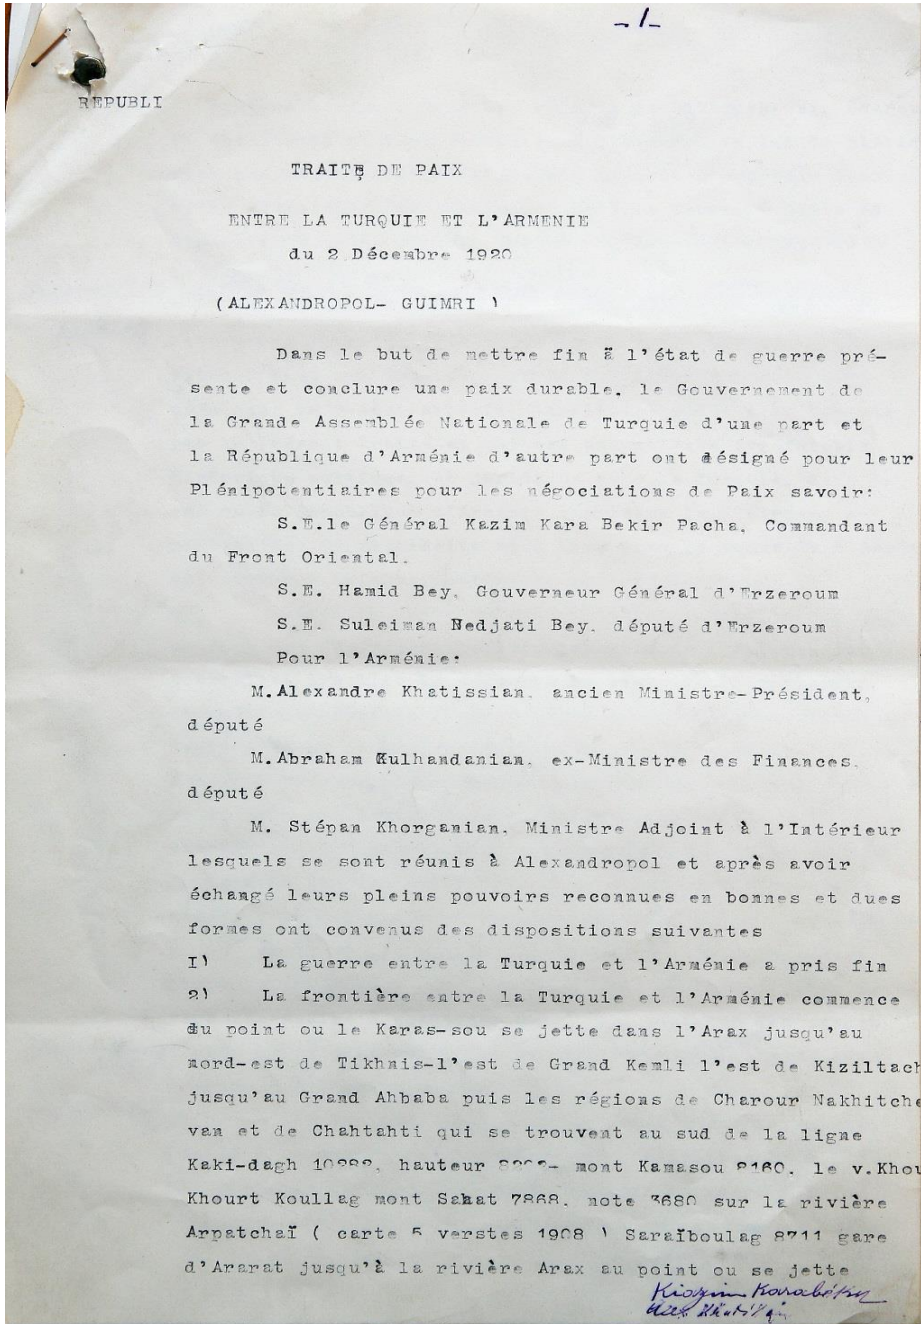 -1-
REPUBLI
TRAITE DE PAIX
ENTRE LA TURQUIE ET L'ARMENIE
du 2 Décembre 1920
(ALEXANDROPOL- GUIMRI )
Dans le but de mettre fin ä l'état de guerre pré-
sente et conclure une paix durable, le Gouvernement de
la Grande Assemblée Nationale de Turquie d'une part et
la République d'Arménie d'autre part ont désigné pour leur
Plénipotentiaires pour les négociations de Paix savoir:
S.E.le Général Kazim Kara Bekir Pacha, Commandant
du Front Oriental.
S.E. Hamid Bey, Gouverneur Général d'Erzeroum
S.E. Suleiman Nedjati Bey, député d'Erzeroum
Pour l'Arménie:
M.Alexandre Khatissian, ancien Ministre-Président,
député
M.Abraham Kulhandanian, ex-Ministre des Finances,
député
M. Stépan Khorganian, Ministre Adjoint à l'Intérieur
lesquels se sont réunis à Alexandropol et après avoir
échangé leurs pleins pouvoirs reconnues en bonnes et dues
formes ont convenus des dispositions suivantes
I) La guerre entre la Turquie et l'Arménie a pris fin
2) La frontière entre la Turquie et l'Arménie commence
du point ou le Karas-sou se jette dans l'Arax jusqu'au
nord-est de Tikhnis-l'est de Grand Kemli l'est de Kiziltach
jusqu'au Grand Ahbaba puis les régions de Charour Nakhitche
van et de Chahtahti qui se trouvent au sud de la ligne
Kaki-dagh hauteur mont Kamasou 8160, le v.Khou
Khourt Koullag mont Sahat 7868, note 3680 sur la rivière
Arpatchaï ( carte 5 verstes 1908 ) Saraïboulag 8711 gare
d'Ararat jusqu'à la rivière Arax au point ou se jette
Kiazim Karabékir